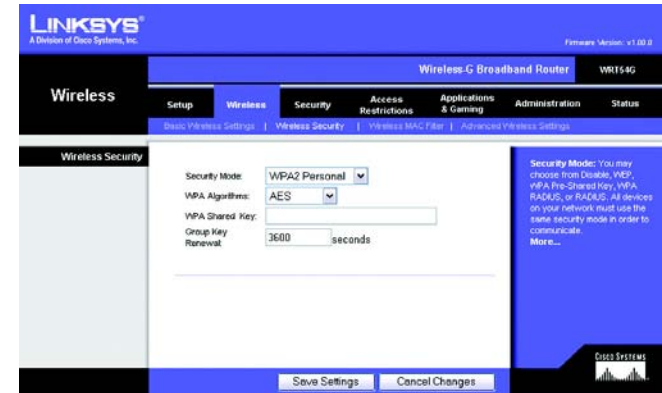 LINKSYS®
A Division of Cisco Systems, Inc.
Firmware Version: v1.00.0
Wireless-G Broadband Router
WRT54G
Wireless
Setup
Wireless
Security
Access Restrictions
Applications & Gaming
Administration
Status
Basic Wireless Settings | Wireless Security | Wireless MAC Filter | Advanced Wireless Settings
Wireless Security
Security Mode: WPA2 Personal
WPA Algorithms: AES
WPA Shared Key:
Group Key
Renewal: 3600 seconds
Security Mode: You may
choose from Disable, WEP,
WPA Pre-Shared Key, WPA
RADIUS, or RADIUS. All devices
on your network must use the
same security mode in order to
communicate.
More...
CISCO SYSTEMS
Save Settings
Cancel Changes